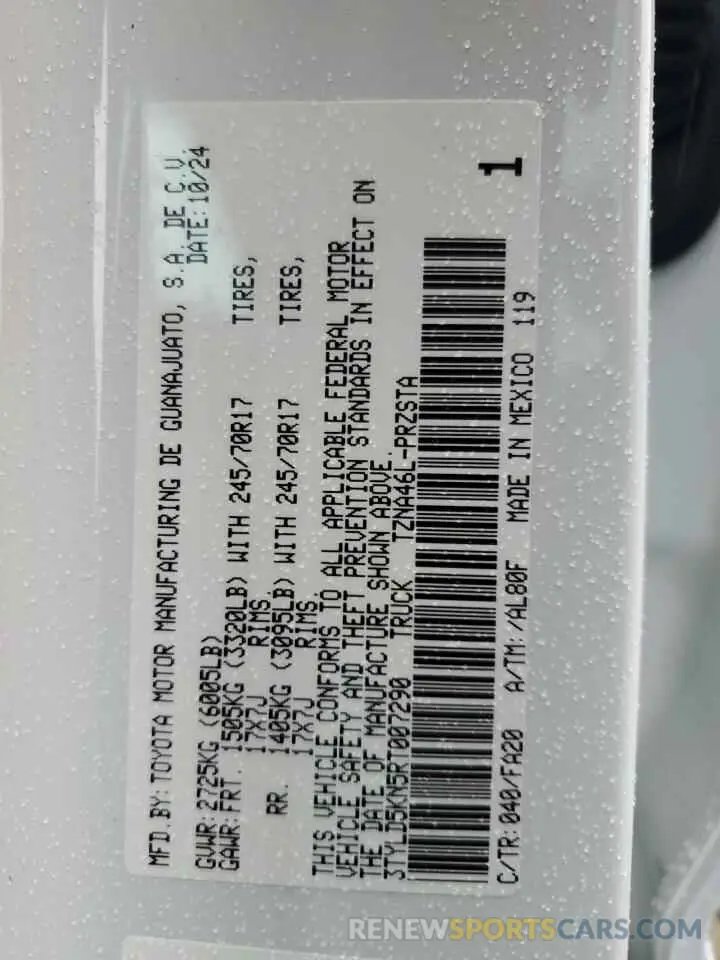 MFD.BY:TOYOTA MOTOR MANUFACTURING DE GUANAJUATO, S.A. DE C.V.
DATE:10/24
GVWR:2725KG (6005LB)
GAWR:FRT. 1505KG (3320LB) WITH 245/70R17 TIRES,
17X7J RIMS,
RR. 1405KG (3095LB) WITH 245/70R17 TIRES,
17X7J RIMS
THIS VEHICLE CONFORMS TO ALL APPLICABLE FEDERAL MOTOR
VEHICLE SAFETY AND THEFT PREVENTION STANDARDS IN EFFECT ON
THE DATE OF MANUFACTURE SHOWN ABOVE.
3TYLD5KN5RT007290 TRUCK TZNA46L-PRZSTA
1
C/TR:040/FA20 A/TM:/AL80F MADE IN MEXICO 119
RENEWSPORTSCARS.COM